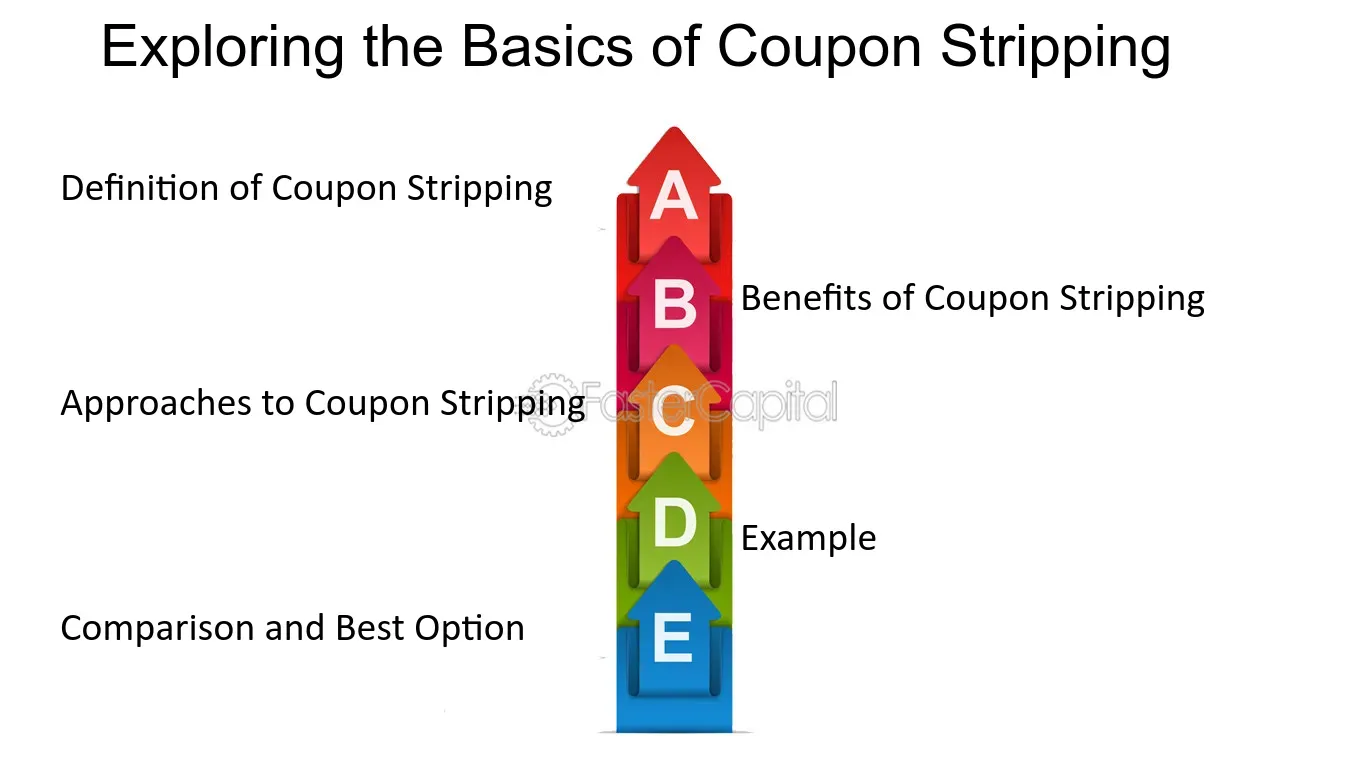 Exploring the Basics of Coupon Stripping
A
Definition of Coupon Stripping
B
Benefits of Coupon Stripping
C
Approaches to Coupon Stripping
FasterCapital
D
Example
E
Comparison and Best Option